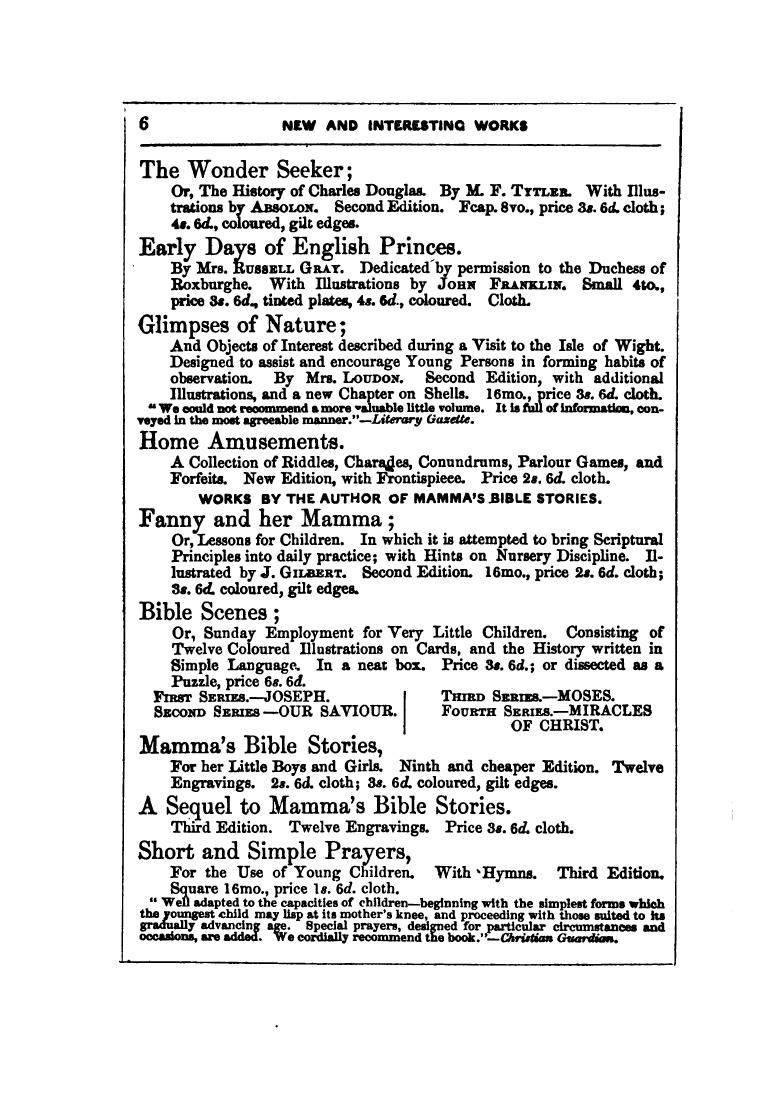 6 NEW AND INTERESTING WORKS
The Wonder Seeker;
Or, The History of Charles Douglas. By M. F. TYTLER. With Illus-
trations by ABSOLON. Second Edition. Fcap. 8vo., price 3s. 6d. cloth;
4s. 6d., coloured, gilt edges.
Early Days of English Princes.
By Mrs. RUSSELL GRAY. Dedicated by permission to the Duchess of
Roxburghe. With Illustrations by JOHN FRANKLIN. Small 4to.,
price 3s. 6d., tinted plates, 4s. 6d., coloured. Cloth.
Glimpses of Nature;
And Objects of Interest described during a Visit to the Isle of Wight.
Designed to assist and encourage Young Persons in forming habits of
observation. By Mrs. LOUDON. Second Edition, with additional
Illustrations, and a new Chapter on Shells. 16mo., price 3s. 6d. cloth.
"We could not recommend a more valuable little volume. It is full of information, con-
veyed in the most agreeable manner."—Literary Gazette.
Home Amusements.
A Collection of Riddles, Charades, Conundrums, Parlour Games, and
Forfeits. New Edition, with Frontispiece. Price 2s. 6d. cloth.
WORKS BY THE AUTHOR OF MAMMA'S BIBLE STORIES.
Fanny and her Mamma;
Or, Lessons for Children. In which it is attempted to bring Scriptural
Principles into daily practice; with Hints on Nursery Discipline. Il-
lustrated by J. GILBERT. Second Edition. 16mo., price 2s. 6d. cloth;
3s. 6d. coloured, gilt edges.
Bible Scenes;
Or, Sunday Employment for Very Little Children. Consisting of
Twelve Coloured Illustrations on Cards, and the History written in
Simple Language. In a neat box. Price 3s. 6d.; or dissected as a
Puzzle, price 6s. 6d.
FIRST SERIES.—JOSEPH.
SECOND SERIES—OUR SAVIOUR.
THIRD SERIES.—MOSES.
FOURTH SERIES.—MIRACLES
OF CHRIST.
Mamma's Bible Stories,
For her Little Boys and Girls. Ninth and cheaper Edition. Twelve
Engravings. 2s. 6d. cloth; 3s. 6d. coloured, gilt edges.
A Sequel to Mamma's Bible Stories.
Third Edition. Twelve Engravings. Price 3s. 6d. cloth.
Short and Simple Prayers,
For the Use of Young Children. With Hymns. Third Edition.
Square 16mo., price 1s. 6d. cloth.
"Well adapted to the capacities of children—beginning with the simplest forms which
the youngest child may lisp at its mother's knee, and proceeding with those suited to its
gradually advancing age. Special prayers, designed for particular circumstances and
occasions, are added. We cordially recommend the book."—Christian Guardian.